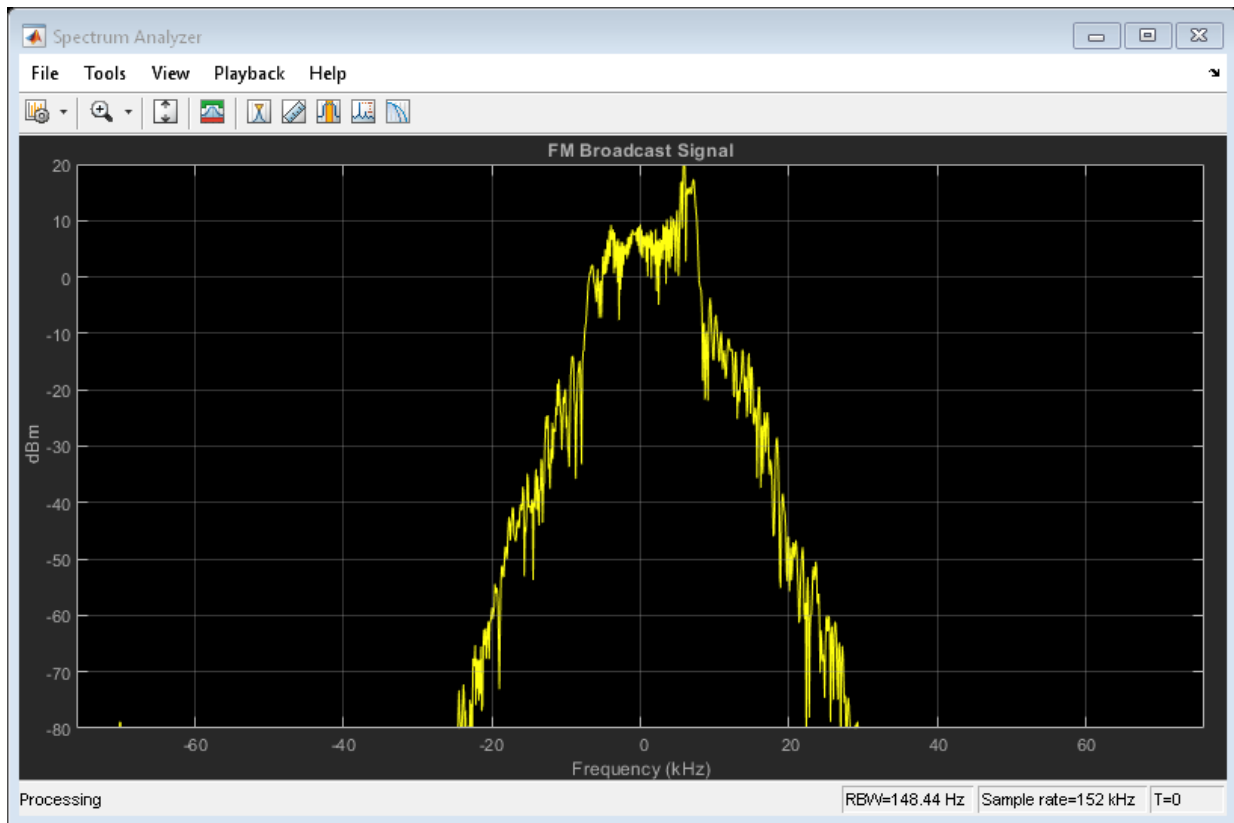 Spectrum Analyzer
File Tools View Playback Help
FM Broadcast Signal
20
10
0
-10
-20
-30
-40
-50
-60
-70
-80
dBm
-60 -40 -20 0 20 40 60
Frequency (kHz)
Processing RBW=148.44 Hz Sample rate=152 kHz T=0